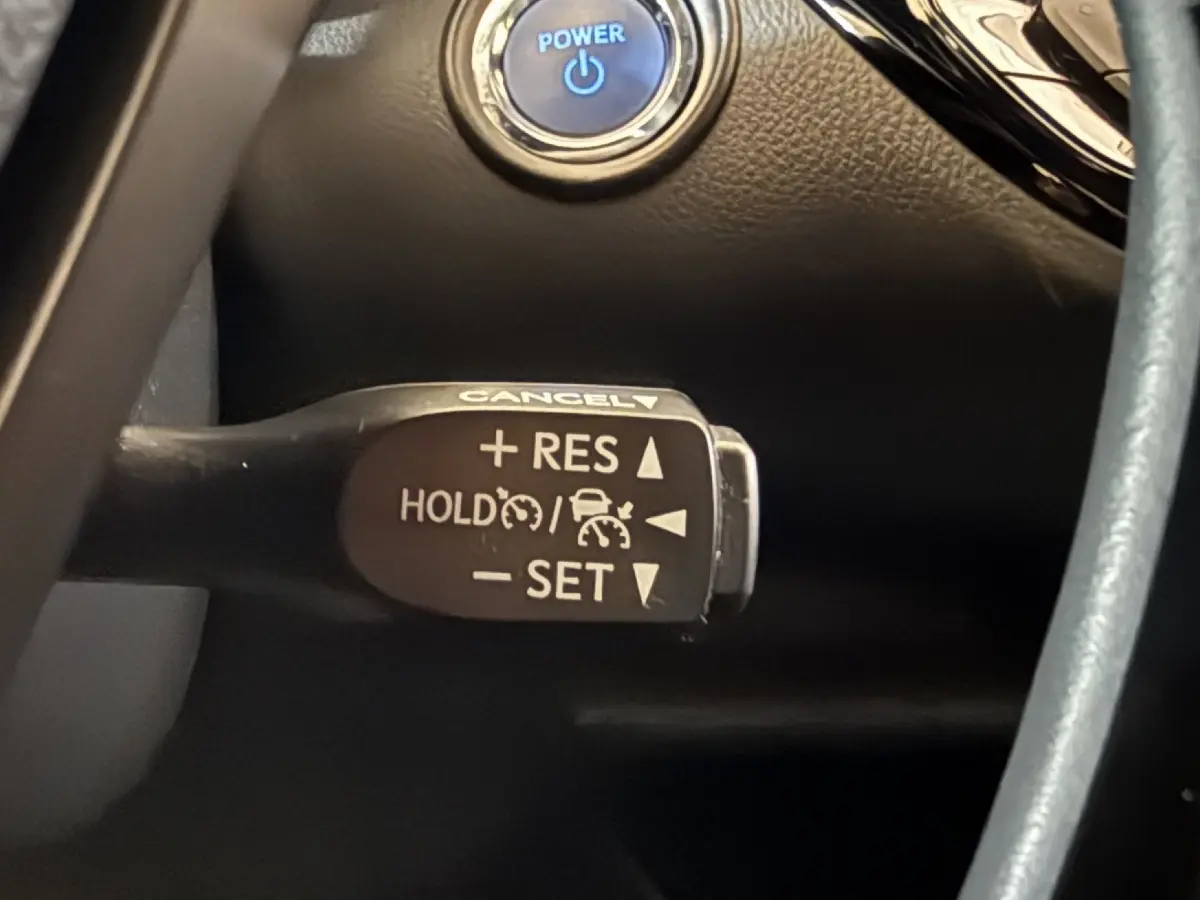 POWER
CANCEL▼
+ RES ▲
HOLD / ◀
− SET ▼